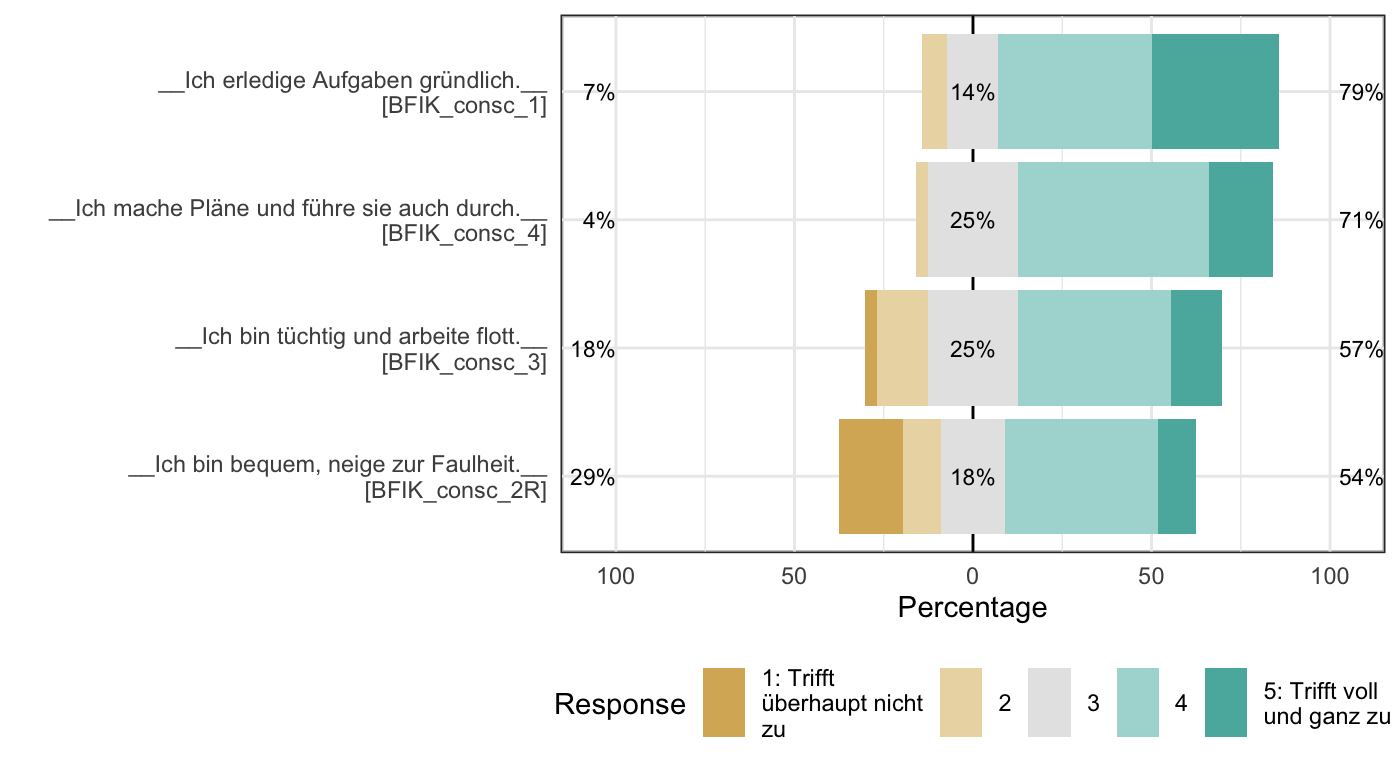 __Ich erledige Aufgaben gründlich.__
[BFIK_consc_1]
7%
14%
79%
__Ich mache Pläne und führe sie auch durch.__
[BFIK_consc_4]
4%
25%
71%
__Ich bin tüchtig und arbeite flott.__
[BFIK_consc_3]
18%
25%
57%
__Ich bin bequem, neige zur Faulheit.__
[BFIK_consc_2R]
29%
18%
54%
100 50 0 50 100
Percentage
Response
1: Trifft
überhaupt nicht
zu
2
3
4
5: Trifft voll
und ganz zu